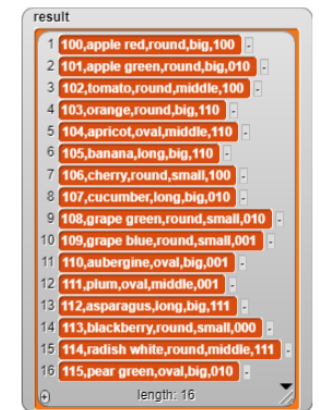 result
1 100,apple red,round,big,100
2 101,apple green,round,big,010
3 102,tomato,round,middle,100
4 103,orange,round,big,110
5 104,apricot,oval,middle,110
6 105,banana,long,big,110
7 106,cherry,round,small,100
8 107,cucumber,long,big,010
9 108,grape green,round,small,010
10 109,grape blue,round,small,001
11 110,aubergine,oval,big,001
12 111,plum,oval,middle,001
13 112,asparagus,long,big,111
14 113,blackberry,round,small,000
15 114,radish white,round,middle,111
16 115,pear green,oval,big,010
length: 16